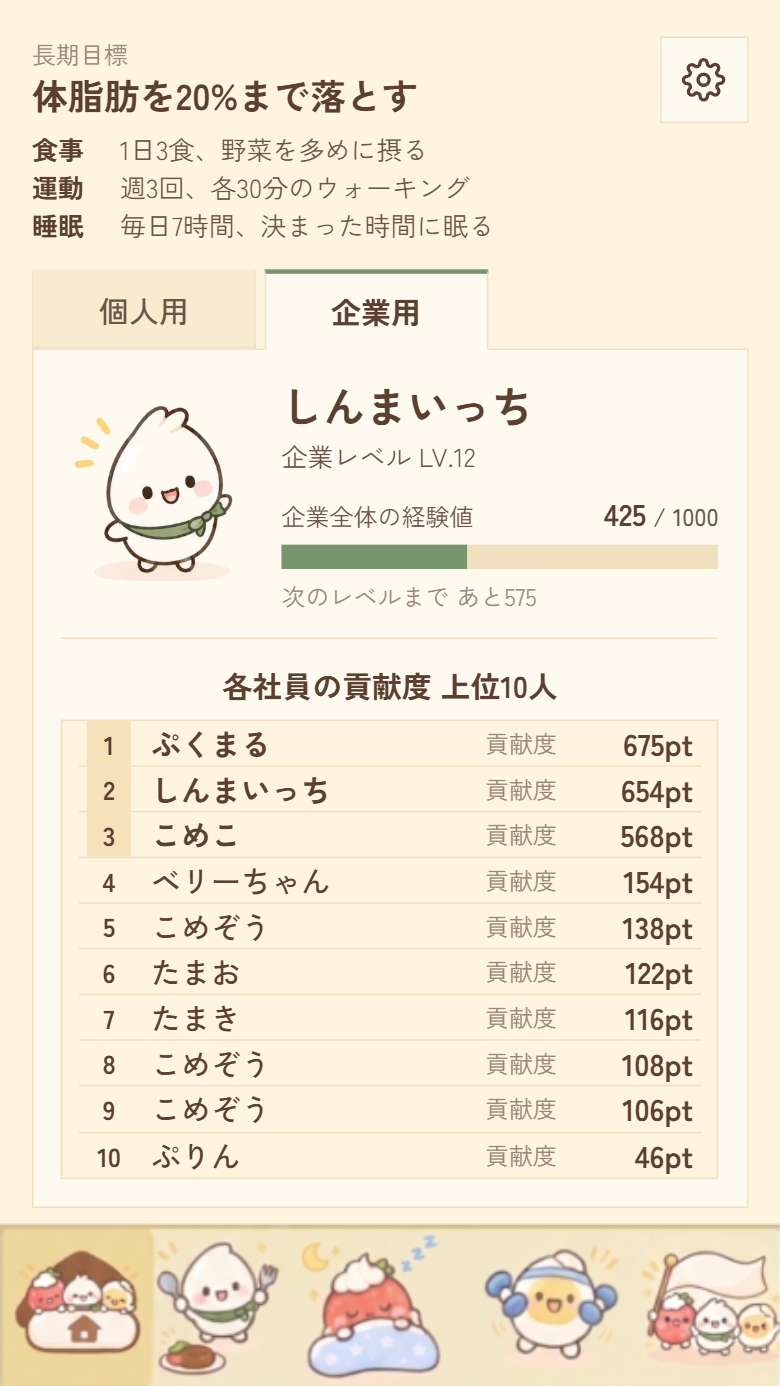 長期目標
体脂肪を20%まで落とす
食事 1日3食、野菜を多めに摂る
運動 週3回、各30分のウォーキング
睡眠 毎日7時間、決まった時間に眠る
個人用 企業用
しんまいっち
企業レベル LV.12
企業全体の経験値 425 / 1000
次のレベルまで あと575
各社員の貢献度 上位10人
1 ぷくまる 貢献度 675pt
2 しんまいっち 貢献度 654pt
3 こめこ 貢献度 568pt
4 ベリーちゃん 貢献度 154pt
5 こめぞう 貢献度 138pt
6 たまお 貢献度 122pt
7 たまき 貢献度 116pt
8 こめぞう 貢献度 108pt
9 こめぞう 貢献度 106pt
10 ぷりん 貢献度 46pt
zzz